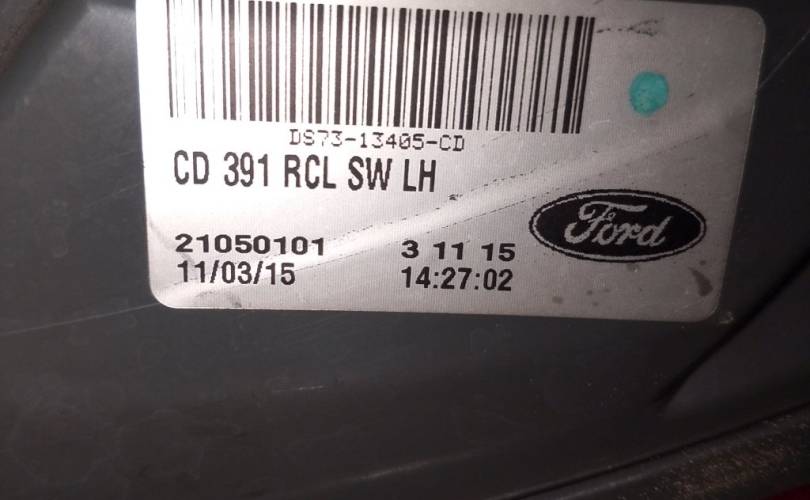 DS73-13405-CD
CD 391 RCL SW LH
21050101 3 11 15
11/03/15 14:27:02
Ford